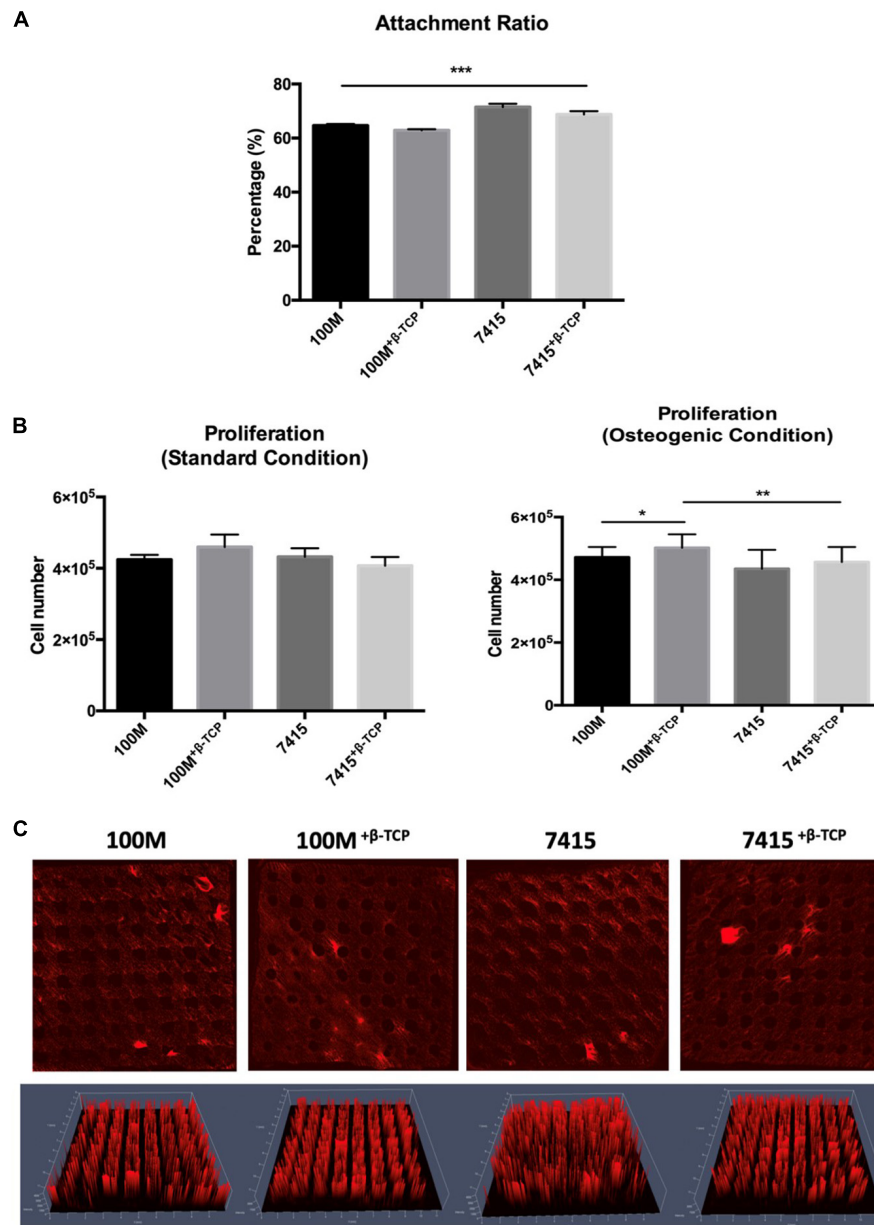 A
Attachment Ratio
***
Percentage (%)
80
60
40
20
0
100M
100M+β-TCP
7415
7415+β-TCP
B
Proliferation
(Standard Condition)
Cell number
6×10⁵
4×10⁵
2×10⁵
0
100M
100M+β-TCP
7415
7415+β-TCP
Proliferation
(Osteogenic Condition)
*
**
Cell number
6×10⁵
4×10⁵
2×10⁵
0
100M
100M+β-TCP
7415
7415+β-TCP
C
100M
100M +β-TCP
7415
7415 +β-TCP